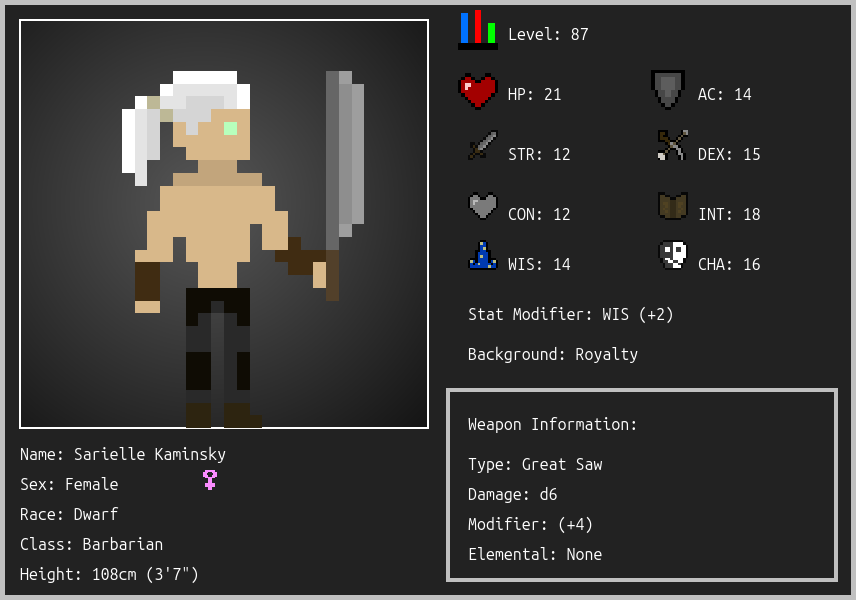 Level: 87
HP: 21
AC: 14
STR: 12
DEX: 15
CON: 12
INT: 18
WIS: 14
CHA: 16
Stat Modifier: WIS (+2)
Background: Royalty
Weapon Information:
Type: Great Saw
Damage: d6
Modifier: (+4)
Elemental: None
Name: Sarielle Kaminsky
Sex: Female
Race: Dwarf
Class: Barbarian
Height: 108cm (3'7")